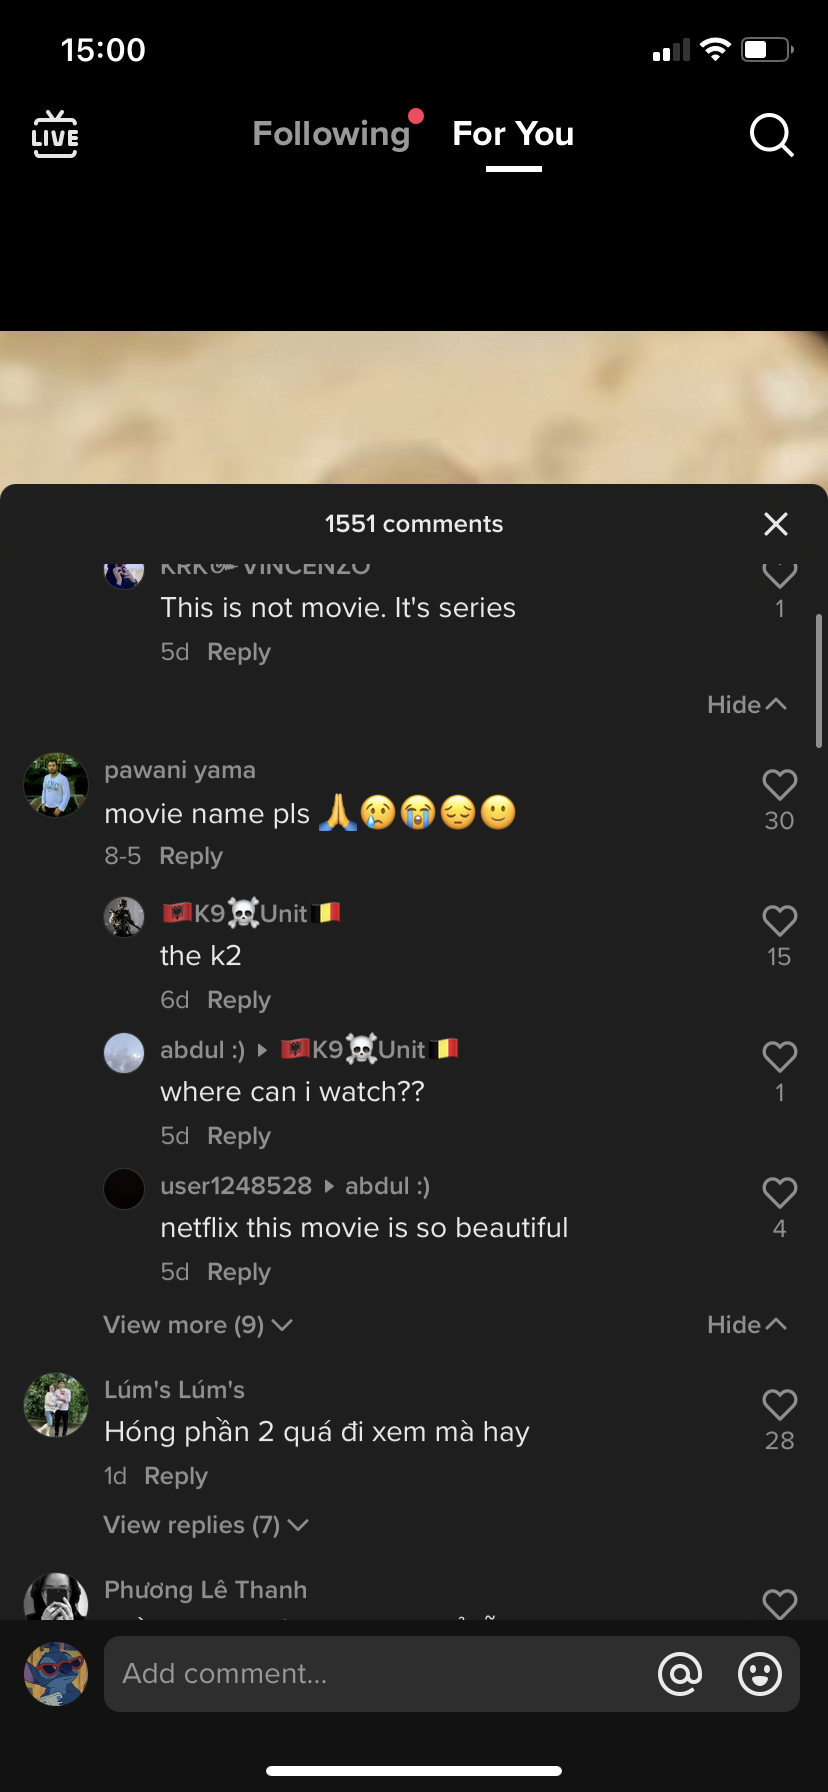 15:00
LIVE
Following
For You
1551 comments
KRK VINCENZO
This is not movie. It's series
1
5d Reply
Hide
pawani yama
movie name pls 🙏😢😭😔🙂
30
8-5 Reply
🇦🇱K9☠️Unit🇧🇪
the k2
15
6d Reply
abdul :) ▸ 🇦🇱K9☠️Unit🇧🇪
where can i watch??
1
5d Reply
user1248528 ▸ abdul :)
netflix this movie is so beautiful
4
5d Reply
View more (9)
Hide
Lúm's Lúm's
Hóng phần 2 quá đi xem mà hay
28
1d Reply
View replies (7)
Phương Lê Thanh
Add comment...